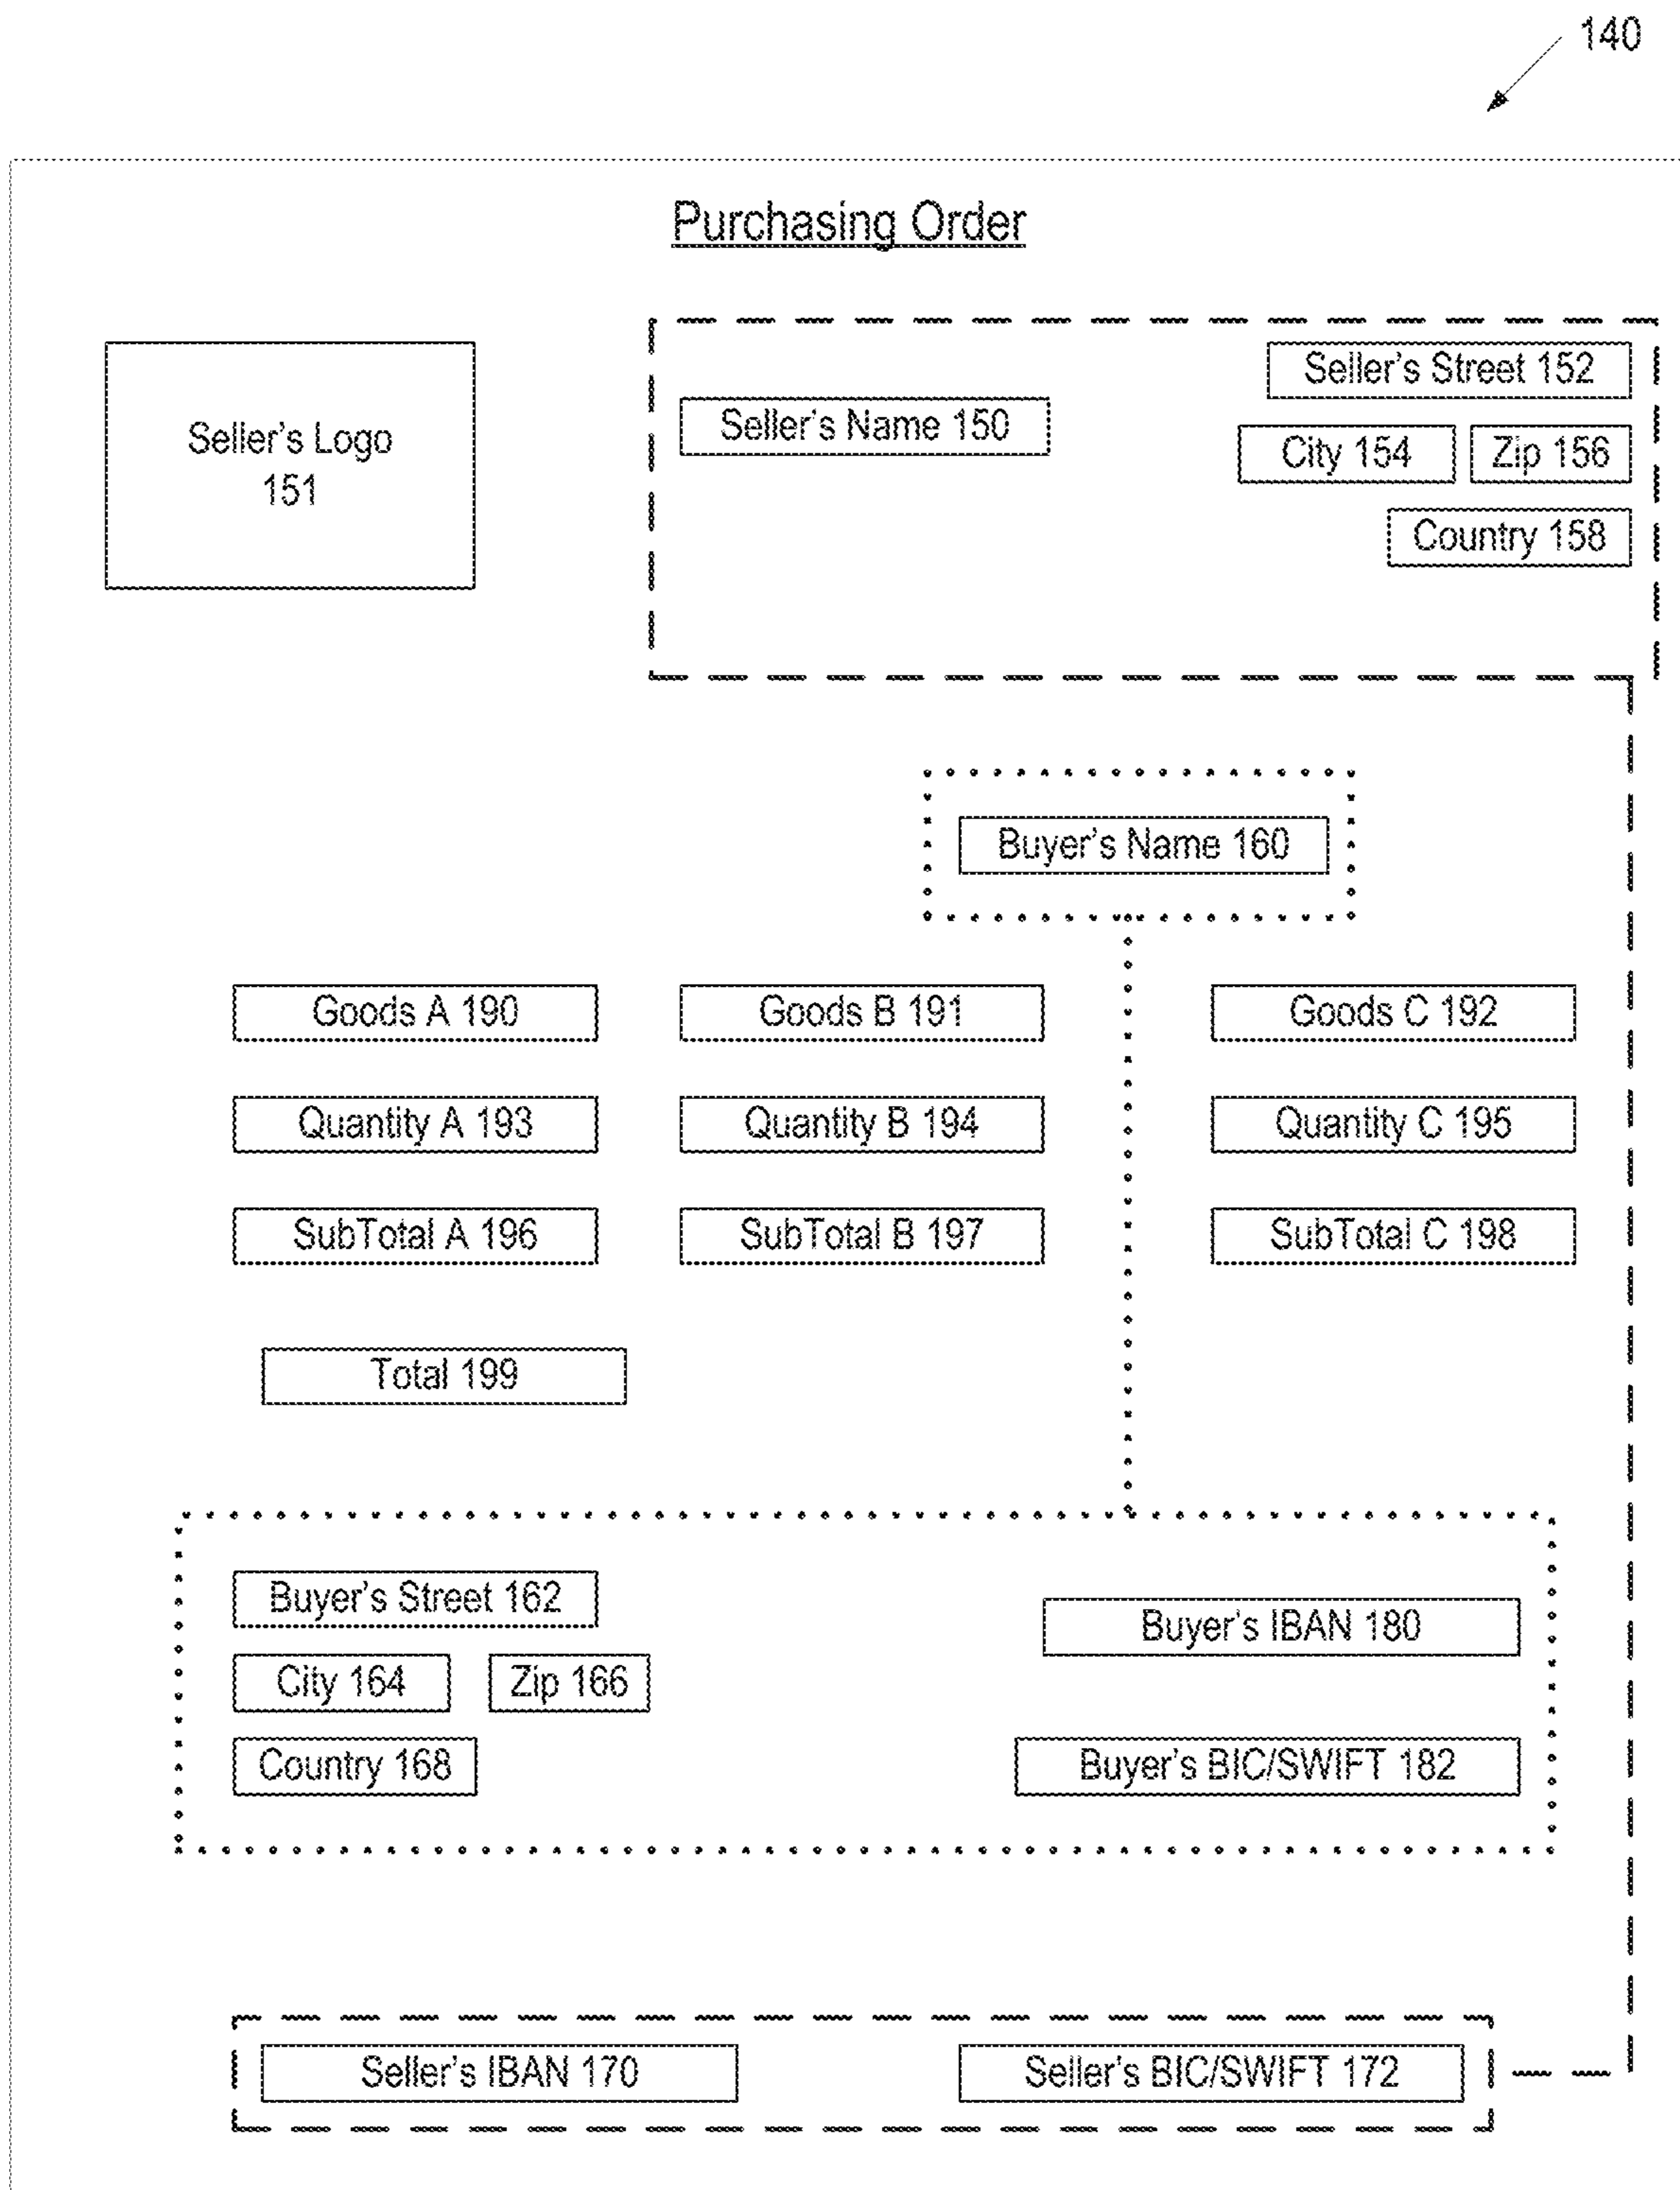 140
Purchasing Order
Seller's Logo
151
Seller's Name 150
Seller's Street 152
City 154 Zip 156
Country 158
Buyer's Name 160
Goods A 190 Goods B 191 Goods C 192
Quantity A 193 Quantity B 194 Quantity C 195
SubTotal A 196 SubTotal B 197 SubTotal C 198
Total 199
Buyer's Street 162
City 164 Zip 166
Country 168
Buyer's IBAN 180
Buyer's BIC/SWIFT 182
Seller's IBAN 170 Seller's BIC/SWIFT 172